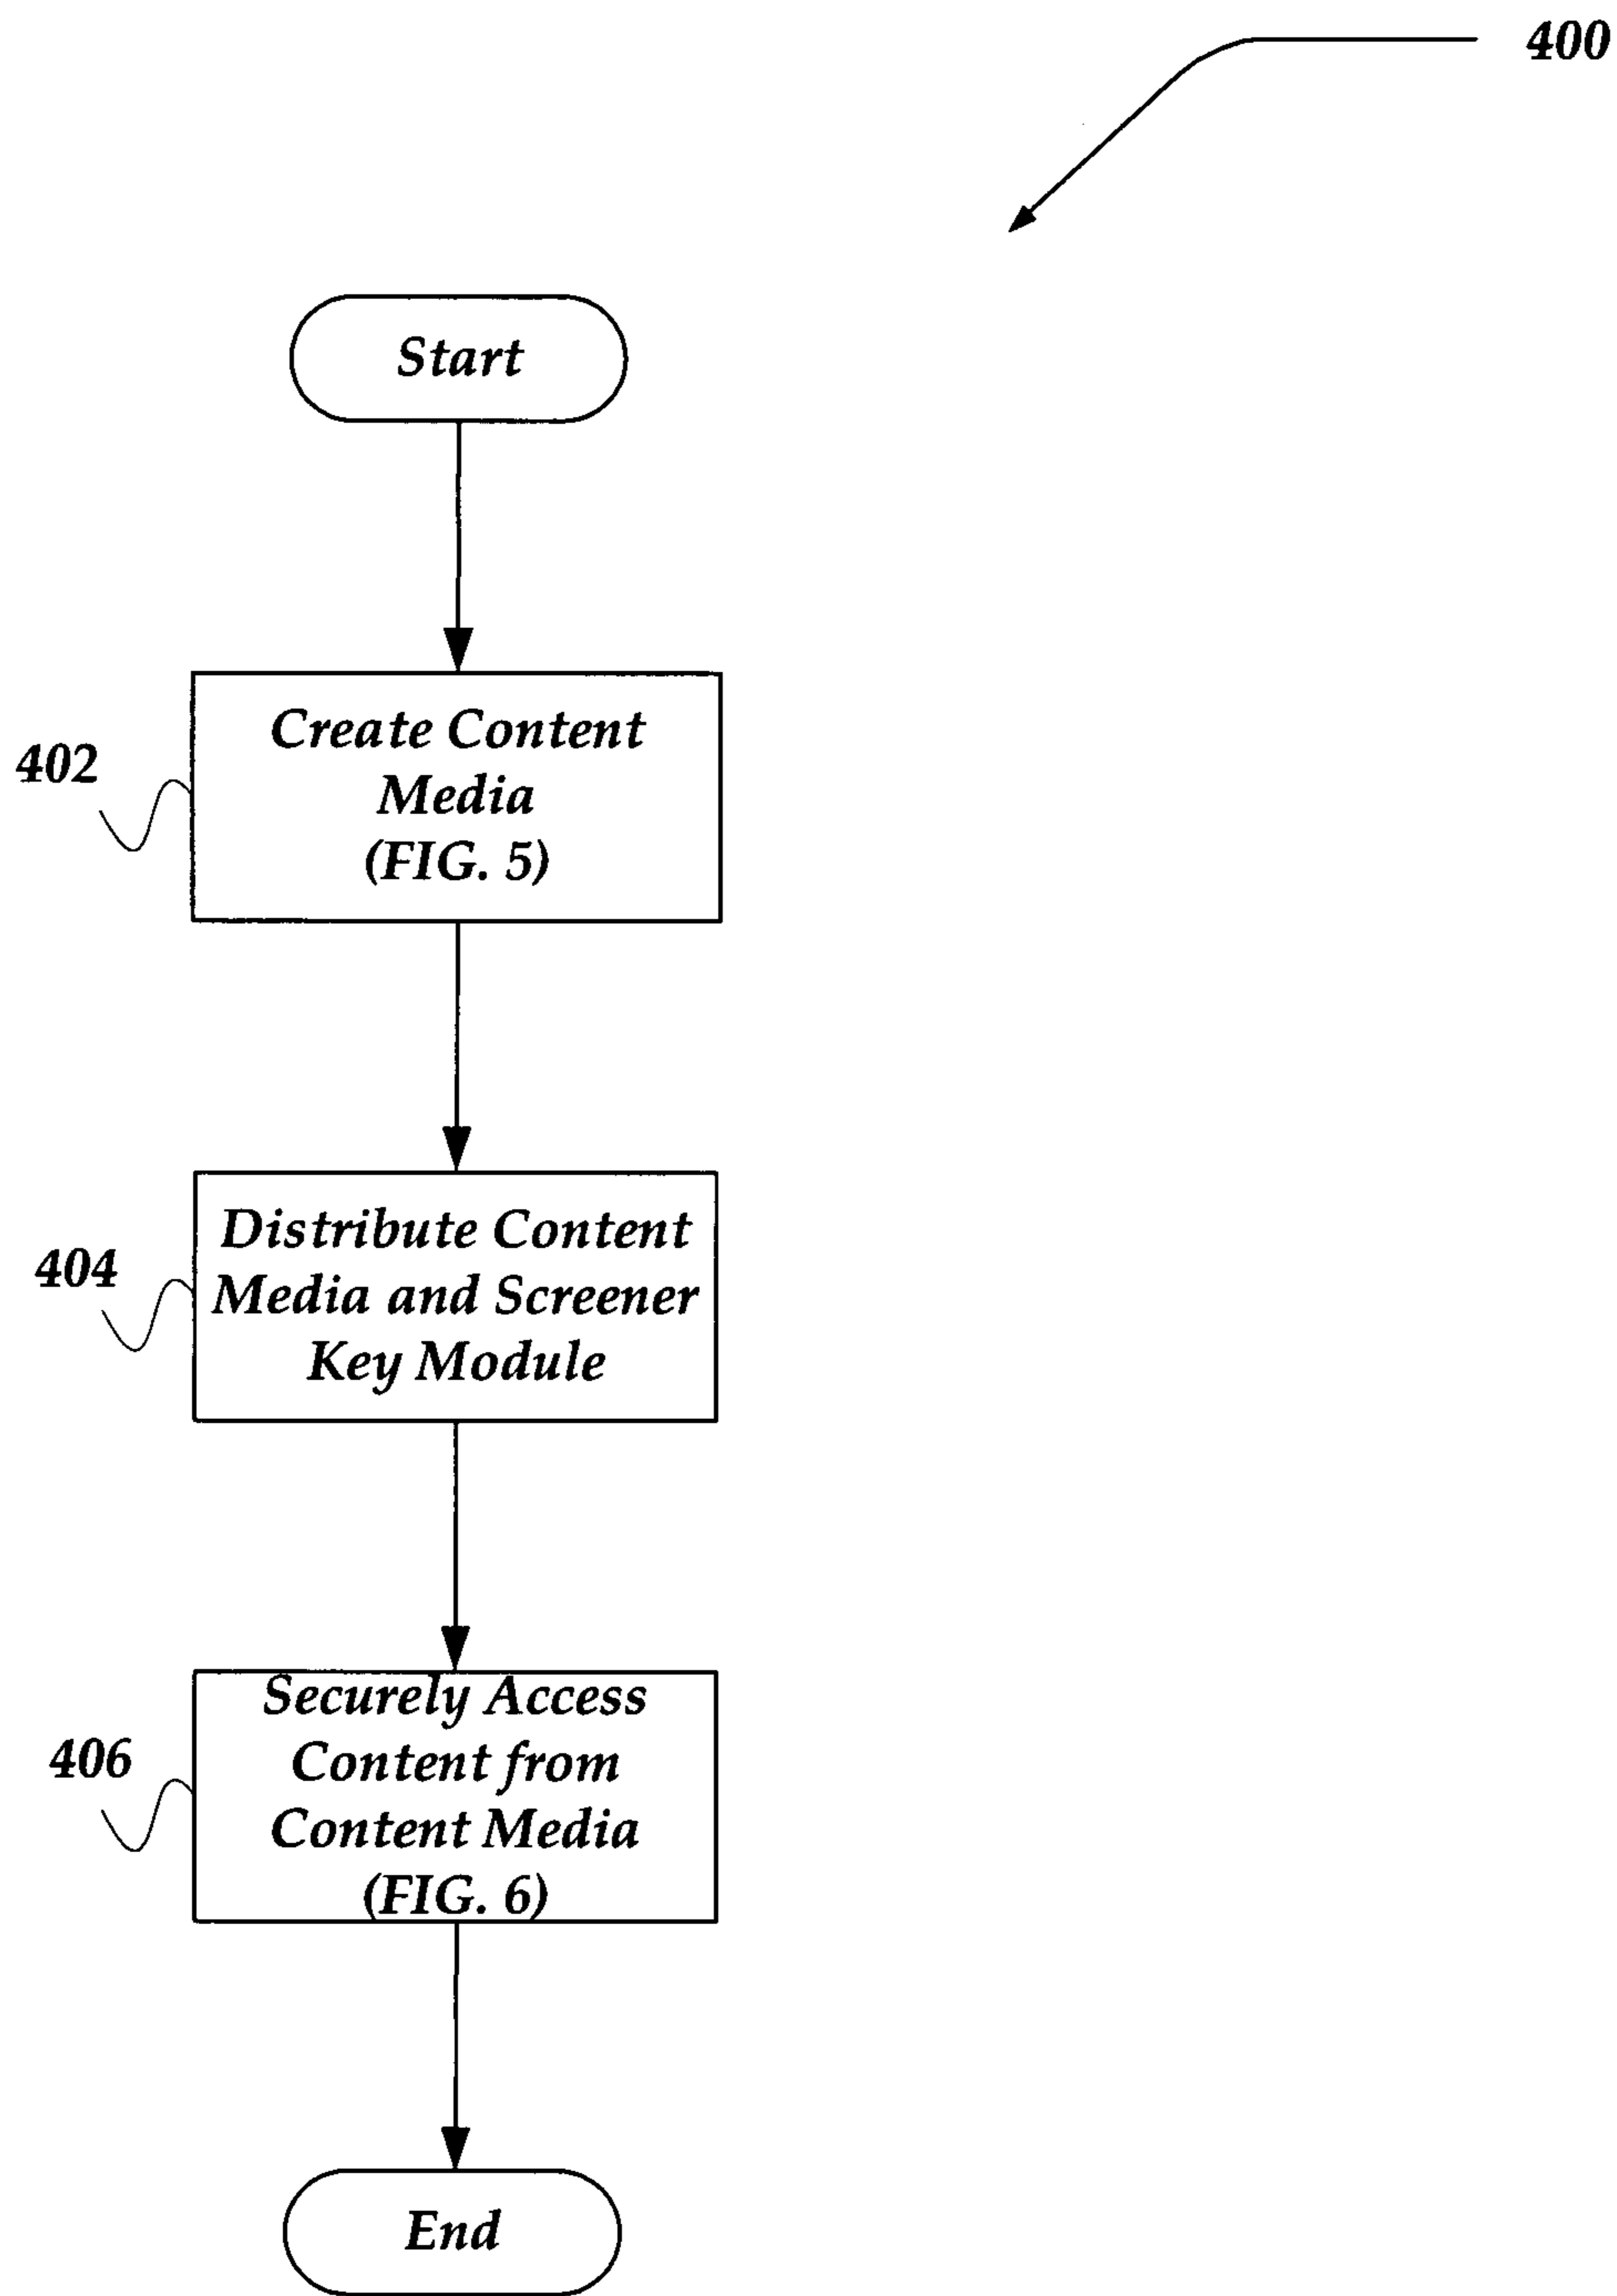 400
Start
402
Create Content
Media
(FIG. 5)
404
Distribute Content
Media and Screener
Key Module
406
Securely Access
Content from
Content Media
(FIG. 6)
End